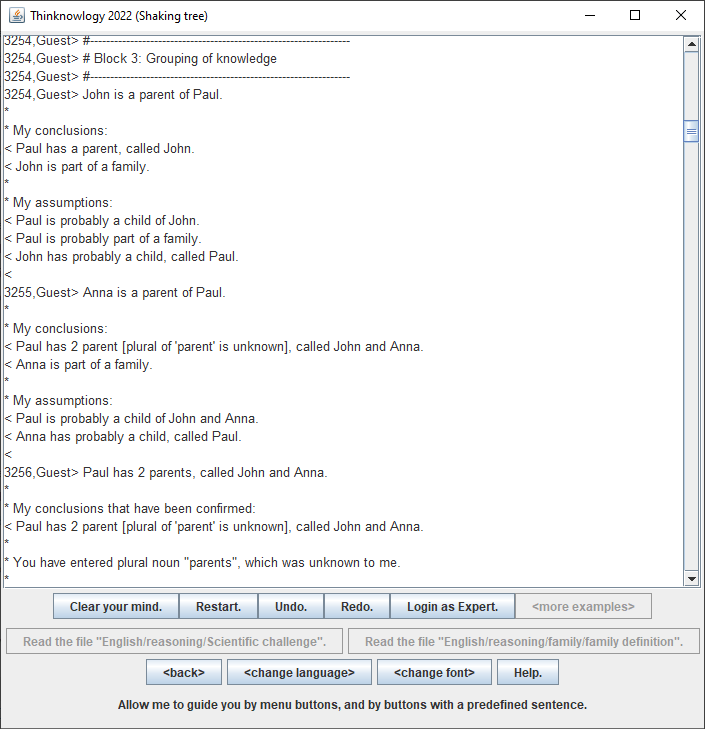 Thinknowlogy 2022 (Shaking tree)
3254,Guest> #-----------------------------------------------------------------
3254,Guest> # Block 3: Grouping of knowledge
3254,Guest> #-----------------------------------------------------------------
3254,Guest> John is a parent of Paul.
*
* My conclusions:
< Paul has a parent, called John.
< John is part of a family.
*
* My assumptions:
< Paul is probably a child of John.
< Paul is probably part of a family.
< John has probably a child, called Paul.
<
3255,Guest> Anna is a parent of Paul.
*
* My conclusions:
< Paul has 2 parent [plural of 'parent' is unknown], called John and Anna.
< Anna is part of a family.
*
* My assumptions:
< Paul is probably a child of John and Anna.
< Anna has probably a child, called Paul.
<
3256,Guest> Paul has 2 parents, called John and Anna.
*
* My conclusions that have been confirmed:
< Paul has 2 parent [plural of 'parent' is unknown], called John and Anna.
*
* You have entered plural noun "parents", which was unknown to me.
*
Clear your mind. Restart. Undo. Redo. Login as Expert. <more examples>
Read the file "English/reasoning/Scientific challenge". Read the file "English/reasoning/family/family definition".
<back> <change language> <change font> Help.
Allow me to guide you by menu buttons, and by buttons with a predefined sentence.